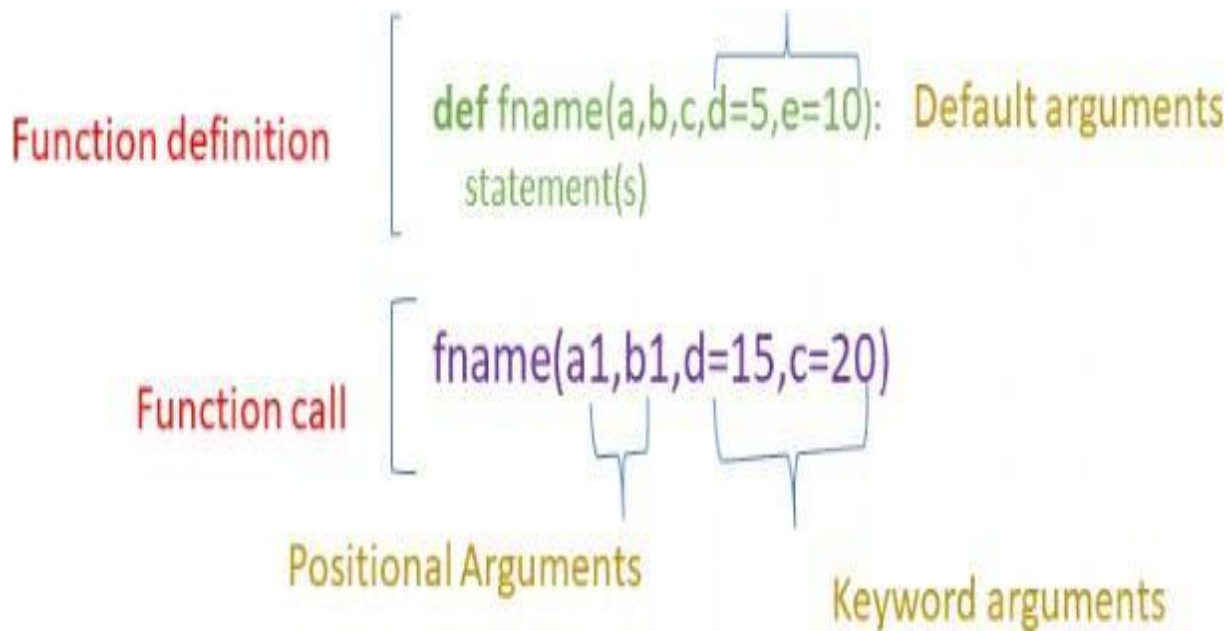 def fname(a,b,c,d=5,e=10):
Default arguments
Function definition
statement(s)
fname(a1,b1,d=15,c=20)
Function call
Positional Arguments
Keyword arguments